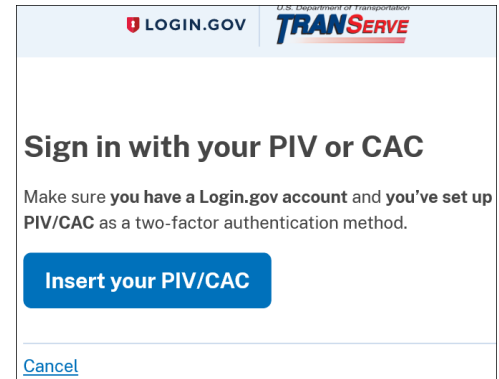 LOGIN.GOV
U.S. Department of Transportation
TRANSERVE
Sign in with your PIV or CAC
Make sure you have a Login.gov account and you’ve set up
PIV/CAC as a two-factor authentication method.
Insert your PIV/CAC
Cancel